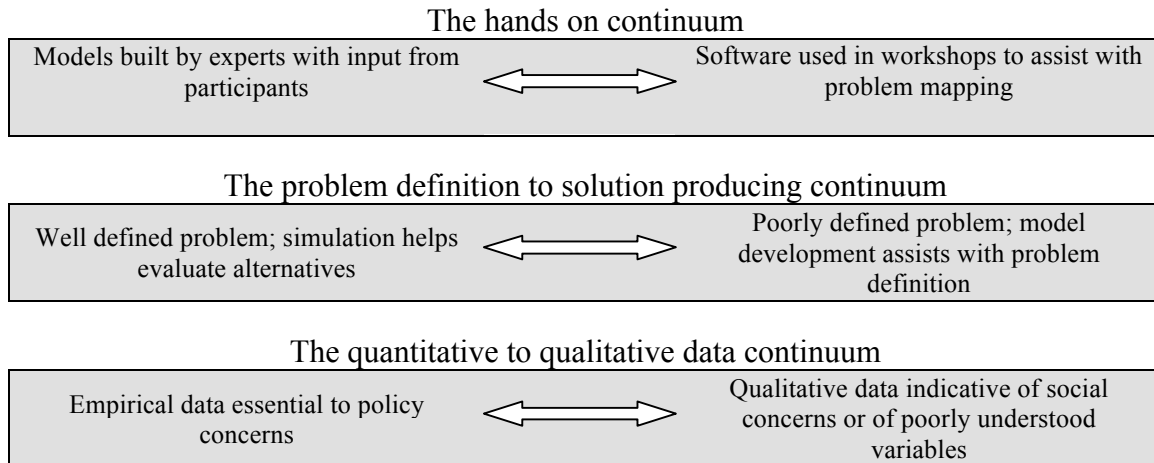 The hands on continuum
Models built by experts with input from
participants
Software used in workshops to assist with
problem mapping
The problem definition to solution producing continuum
Well defined problem; simulation helps
evaluate alternatives
Poorly defined problem; model
development assists with problem
definition
The quantitative to qualitative data continuum
Empirical data essential to policy
concerns
Qualitative data indicative of social
concerns or of poorly understood
variables